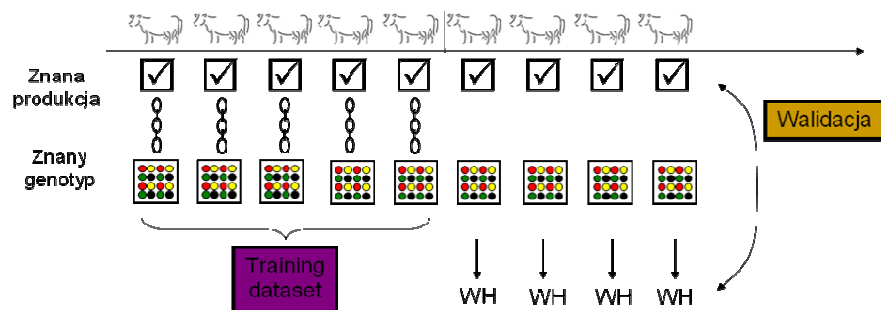 Znana
produkcja
Walidacja
Znany
genotyp
Training
dataset
WH WH WH WH